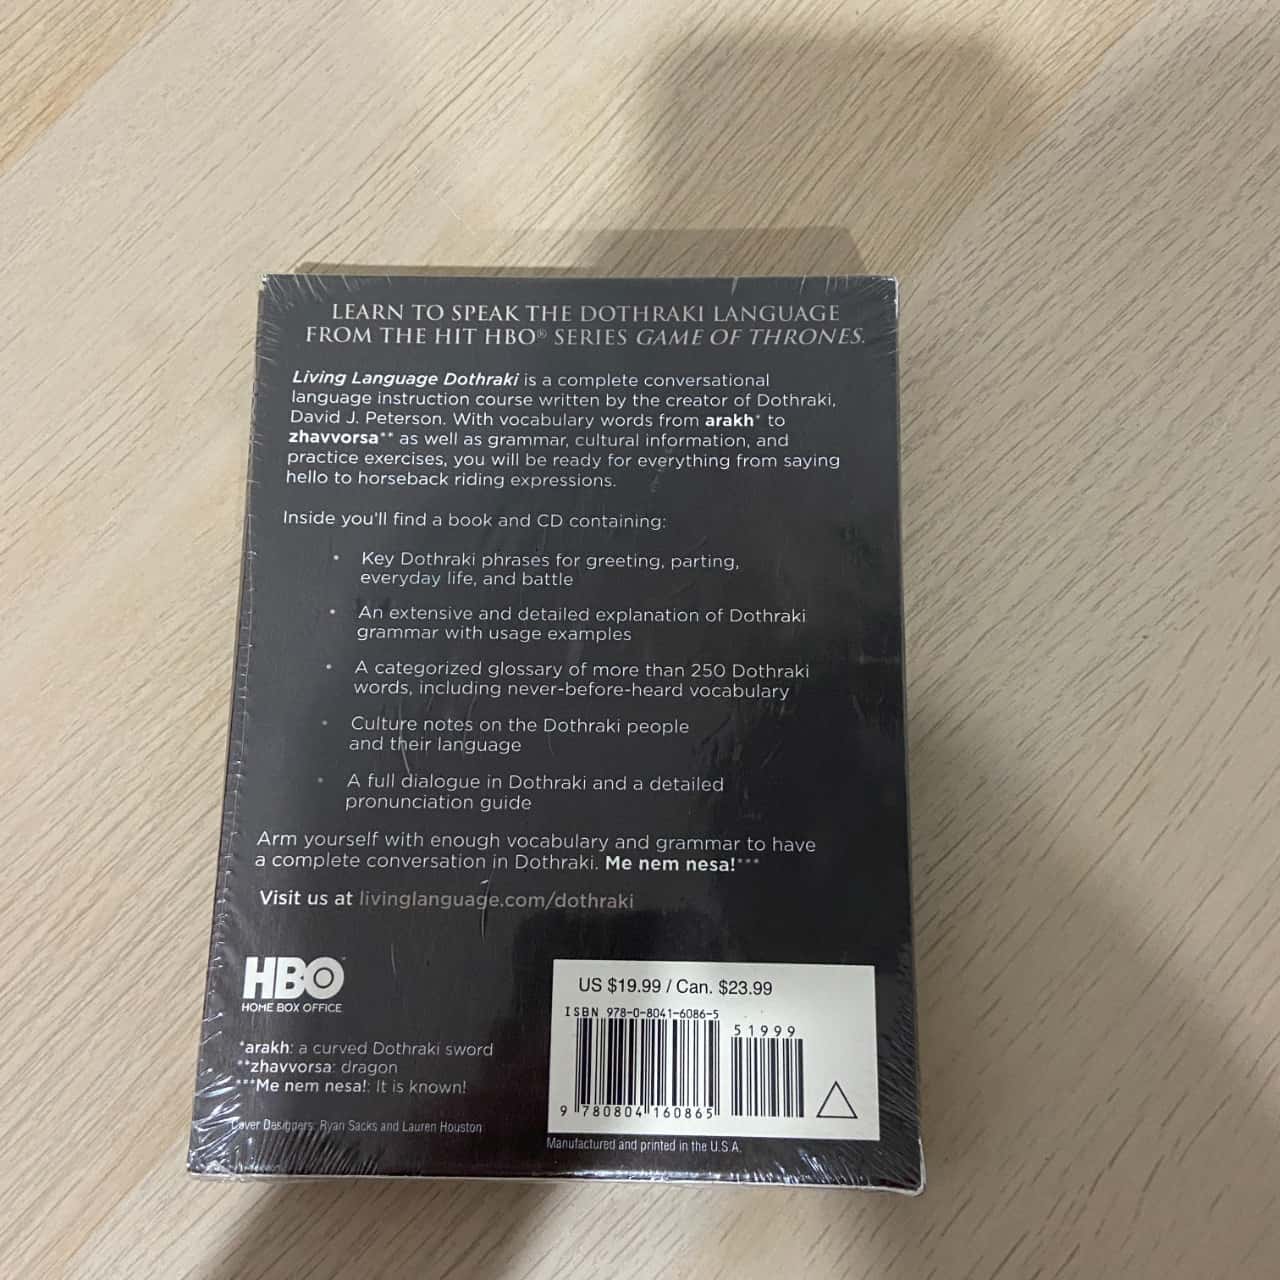 LEARN TO SPEAK THE DOTHRAKI LANGUAGE
FROM THE HIT HBO® SERIES GAME OF THRONES.
Living Language Dothraki is a complete conversational
language instruction course written by the creator of Dothraki,
David J. Peterson. With vocabulary words from arakh* to
zhavvorsa** as well as grammar, cultural information, and
practice exercises, you will be ready for everything from saying
hello to horseback riding expressions.
Inside you'll find a book and CD containing:
• Key Dothraki phrases for greeting, parting,
everyday life, and battle
• An extensive and detailed explanation of Dothraki
grammar with usage examples
• A categorized glossary of more than 250 Dothraki
words, including never-before-heard vocabulary
• Culture notes on the Dothraki people
and their language
• A full dialogue in Dothraki and a detailed
pronunciation guide
Arm yourself with enough vocabulary and grammar to have
a complete conversation in Dothraki. Me nem nesa!***
Visit us at livinglanguage.com/dothraki
HBO
HOME BOX OFFICE
*arakh: a curved Dothraki sword
**zhavvorsa: dragon
***Me nem nesa!: It is known!
Cover Designers: Ryan Sacks and Lauren Houston
US $19.99 / Can. $23.99
ISBN 978-0-8041-6086-5
51999
9 780804 160865
Manufactured and printed in the U.S.A.